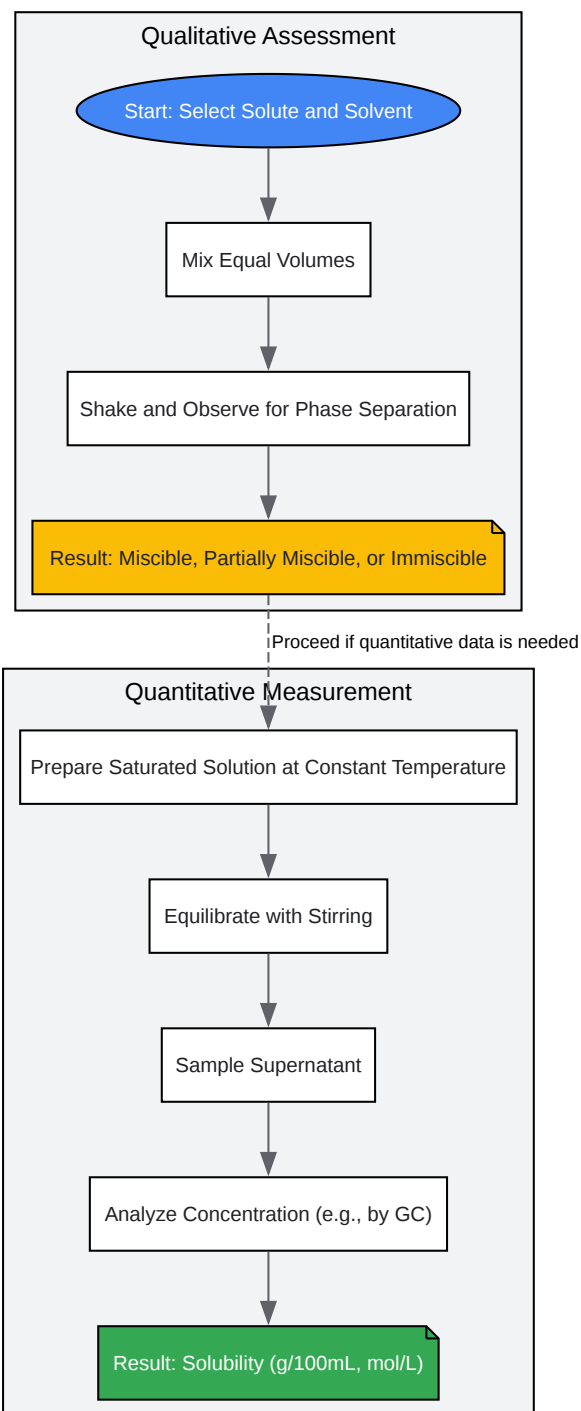 Qualitative Assessment
Start: Select Solute and Solvent
Mix Equal Volumes
Shake and Observe for Phase Separation
Result: Miscible, Partially Miscible, or Immiscible
Proceed if quantitative data is needed
Quantitative Measurement
Prepare Saturated Solution at Constant Temperature
Equilibrate with Stirring
Sample Supernatant
Analyze Concentration (e.g., by GC)
Result: Solubility (g/100mL, mol/L)